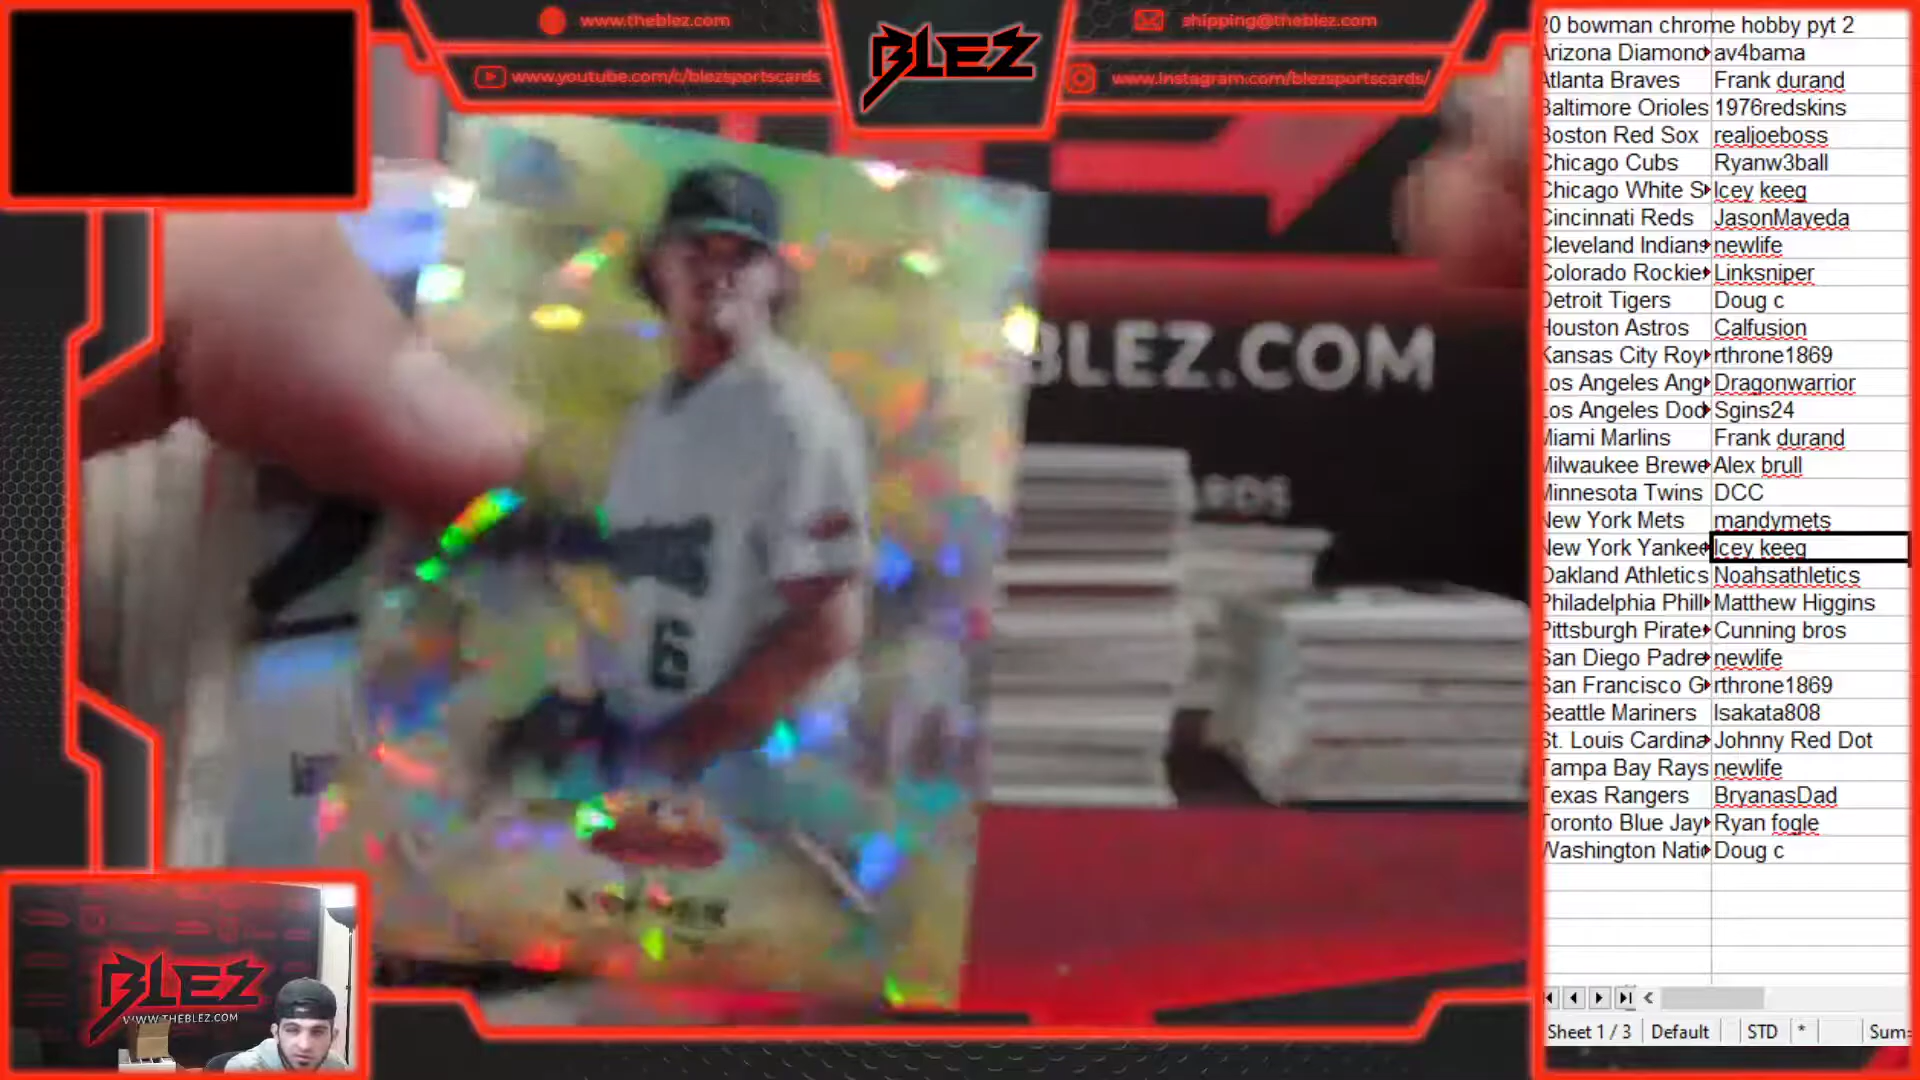 www.theblez.com
BLEZ
shipping@theblez.com
www.youtube.com/c/blezsportscards
www.Instagram.com/blezsportscards/
BLEZ.COM
ARDS
6
BLEZ
WWW.THEBLEZ.COM
20 bowman chrome hobby pyt 2
Arizona Diamond av4bama
Atlanta Braves Frank durand
Baltimore Orioles 1976redskins
Boston Red Sox realjoeboss
Chicago Cubs Ryanw3ball
Chicago White S Icey keeg
Cincinnati Reds JasonMayeda
Cleveland Indians newlife
Colorado Rockie Linksniper
Detroit Tigers Doug c
Houston Astros Calfusion
Kansas City Roy rthrone1869
Los Angeles Ang Dragonwarrior
Los Angeles Dod Sgins24
Miami Marlins Frank durand
Milwaukee Brewe Alex brull
Minnesota Twins DCC
New York Mets mandymets
New York Yankee Icey keeg
Oakland Athletics Noahsathletics
Philadelphia Phill Matthew Higgins
Pittsburgh Pirate Cunning bros
San Diego Padre newlife
San Francisco G rthrone1869
Seattle Mariners Isakata808
St. Louis Cardina Johnny Red Dot
Tampa Bay Rays newlife
Texas Rangers BryanasDad
Toronto Blue Jay Ryan fogle
Washington Nati Doug c
Sheet 1 / 3 Default STD * Sum=